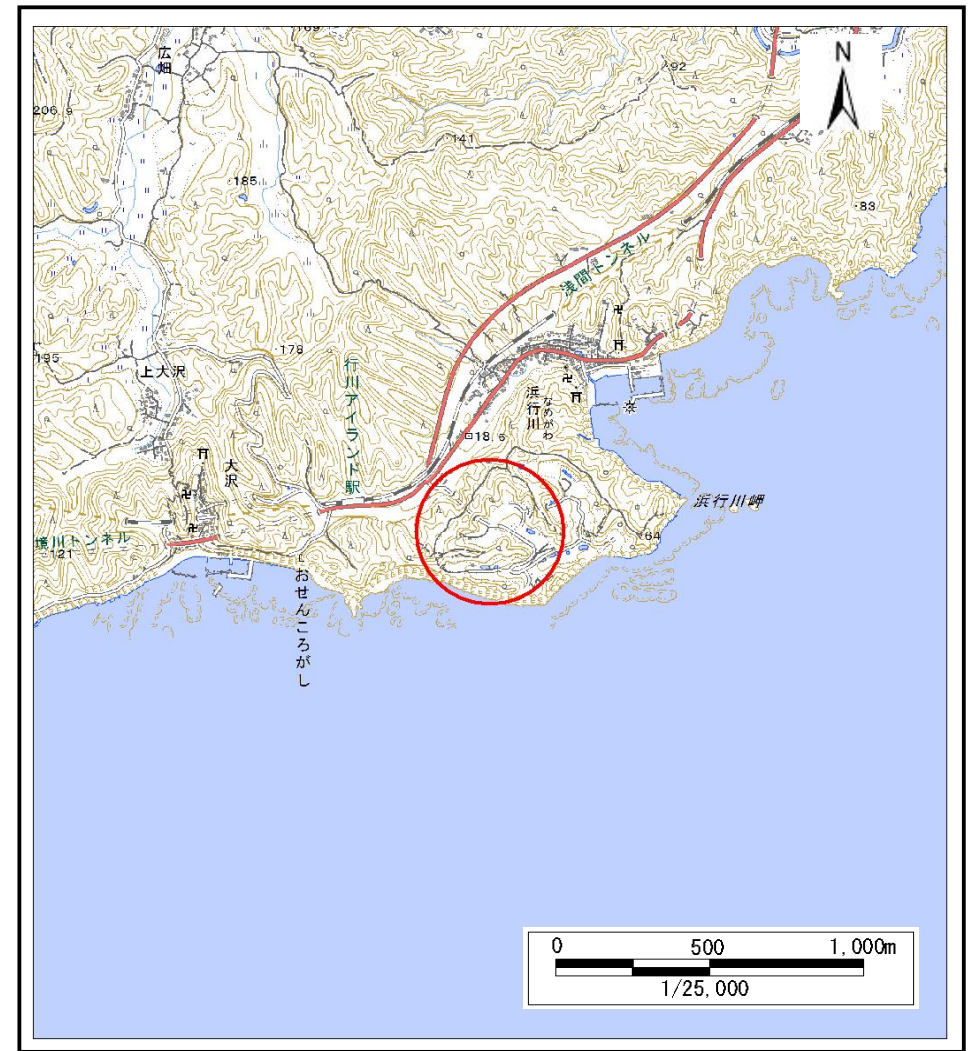 広畑
169
92
N
206.9
141
185
83
浅間トンネル
195
178
上大沢
行川アイランド駅
浜行川
なめがわ
18.6
大沢
浜行川岬
64
境川トンネル
121
おせんころがし
0 500 1,000m
1/25,000